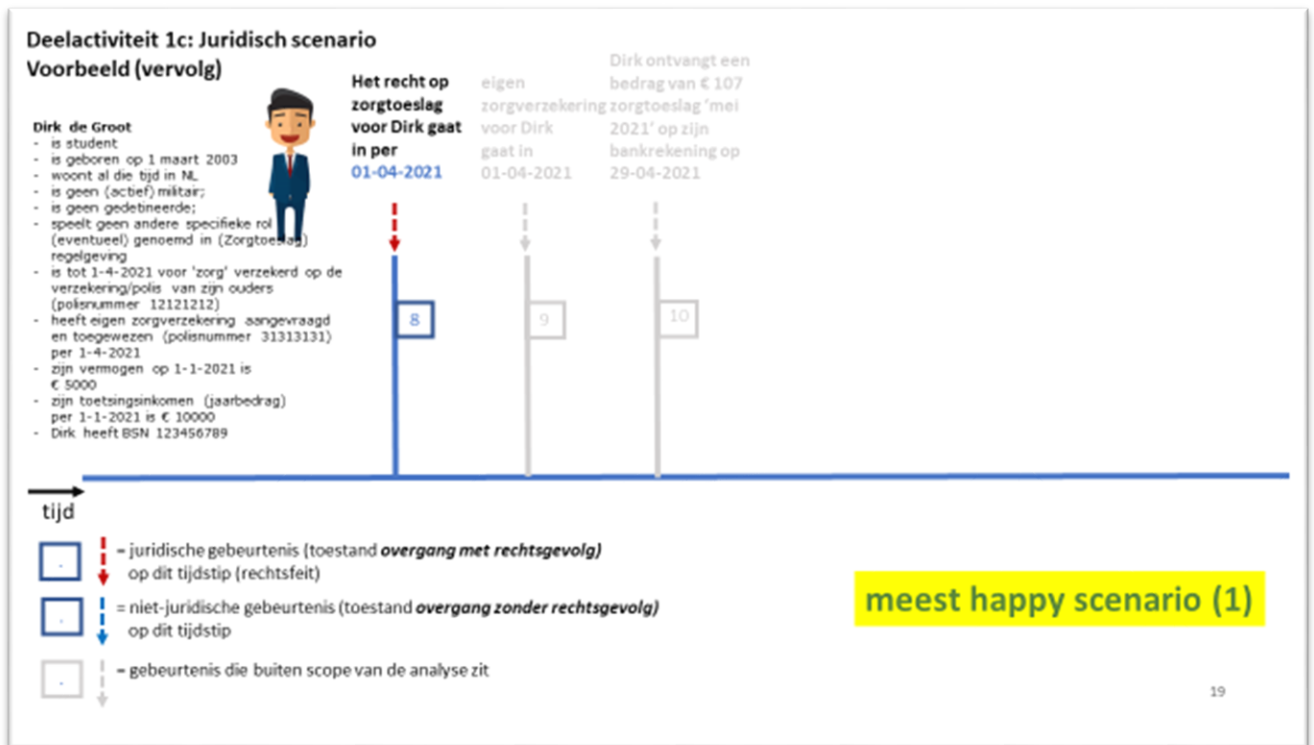 Deelactiviteit 1c: Juridisch scenario
Voorbeeld (vervolg)
Dirk de Groot
- is student
- is geboren op 1 maart 2003
- woont al die tijd in NL
- is geen (actief) militair;
- is geen gedetineerde;
- speelt geen andere specifieke rol
(eventueel) genoemd in (Zorgtoeslag)
regelgeving
- is tot 1-4-2021 voor 'zorg' verzekerd op de
verzekering/polis van zijn ouders
(polisnummer 12121212)
- heeft eigen zorgverzekering aangevraagd
en toegewezen (polisnummer 31313131)
per 1-4-2021
- zijn vermogen op 1-1-2021 is
€ 5000
- zijn toetsingsinkomen (jaarbedrag)
per 1-1-2021 is € 10000
- Dirk heeft BSN 123456789
Het recht op
zorgtoeslag
voor Dirk gaat
in per
01-04-2021
eigen
zorgverzekering
voor Dirk
gaat in
01-04-2021
Dirk ontvangt een
bedrag van € 107
zorgtoeslag 'mei
2021' op zijn
bankrekening op
29-04-2021
8
9
10
tijd
= juridische gebeurtenis (toestand overgang met rechtsgevolg)
op dit tijdstip (rechtsfeit)
= niet-juridische gebeurtenis (toestand overgang zonder rechtsgevolg)
op dit tijdstip
= gebeurtenis die buiten scope van de analyse zit
meest happy scenario (1)
19